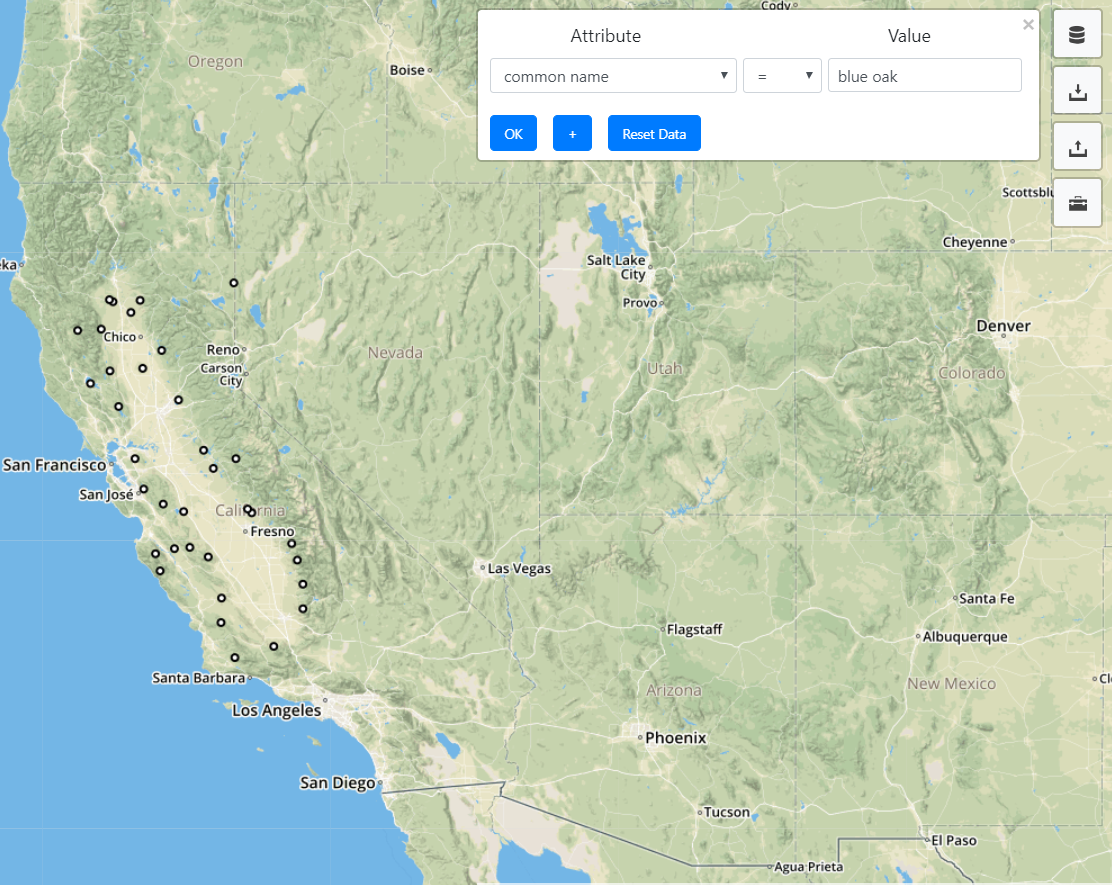 Cody
×
Attribute
Value
Oregon
Boise
common name
=
blue oak
OK
+
Reset Data
Scottsblu
Cheyenne
eka
Salt Lake
City
Provo
Denver
Chico
Reno
Nevada
Carson
City
Utah
Colorado
San Francisco
San José
California
Fresno
Las Vegas
Santa Fe
Flagstaff
Albuquerque
Santa Barbara
Arizona
New Mexico
Cl
Los Angeles
Phoenix
San Diego
Tucson
El Paso
Agua Prieta